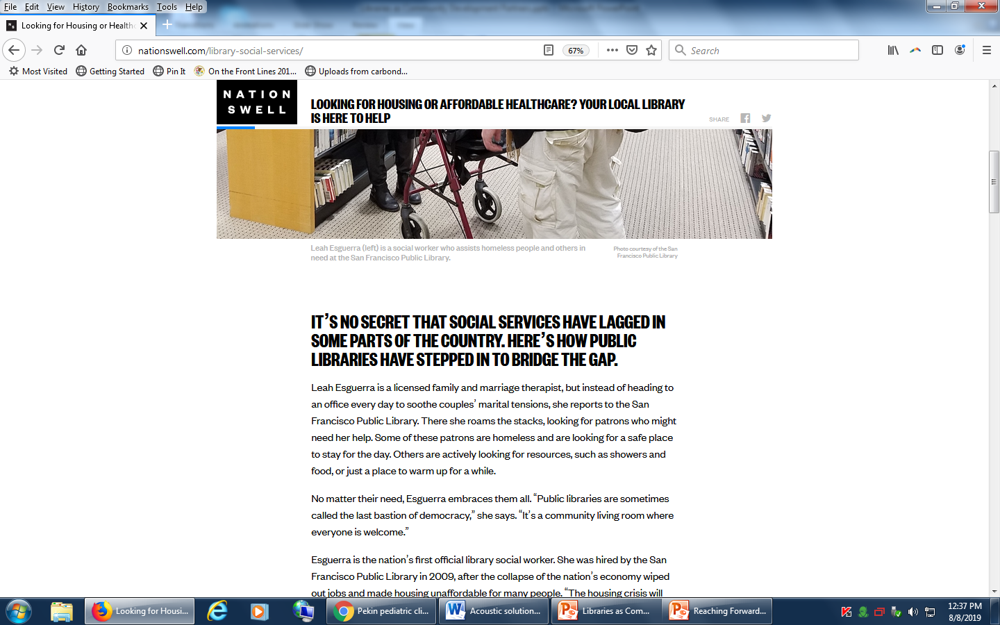 File Edit View History Bookmarks Tools Help
Looking for Housing or Healthc
nationswell.com/library-social-services/
67%
Search
Most Visited Getting Started Pin It On the Front Lines 201... Uploads from carbond...
NATION
SWELL
LOOKING FOR HOUSING OR AFFORDABLE HEALTHCARE? YOUR LOCAL LIBRARY
IS HERE TO HELP
SHARE
Leah Esguerra (left) is a social worker who assists homeless people and others in
need at the San Francisco Public Library.
Photo courtesy of the San
Francisco Public Library
IT’S NO SECRET THAT SOCIAL SERVICES HAVE LAGGED IN
SOME PARTS OF THE COUNTRY. HERE’S HOW PUBLIC
LIBRARIES HAVE STEPPED IN TO BRIDGE THE GAP.
Leah Esguerra is a licensed family and marriage therapist, but instead of heading to
an office every day to soothe couples’ marital tensions, she reports to the San
Francisco Public Library. There she roams the stacks, looking for patrons who might
need her help. Some of these patrons are homeless and are looking for a safe place
to stay for the day. Others are actively looking for resources, such as showers and
food, or just a place to warm up for a while.
No matter their need, Esguerra embraces them all. “Public libraries are sometimes
called the last bastion of democracy,” she says. “It’s a community living room where
everyone is welcome.”
Esguerra is the nation’s first official library social worker. She was hired by the San
Francisco Public Library in 2009, after the collapse of the nation’s economy wiped
out jobs and made housing unaffordable for many people. “The housing crisis will
Looking for Housi... Pekin pediatric cli... Acoustic solution... Libraries as Com... Reaching Forward...
12:37 PM
8/8/2019